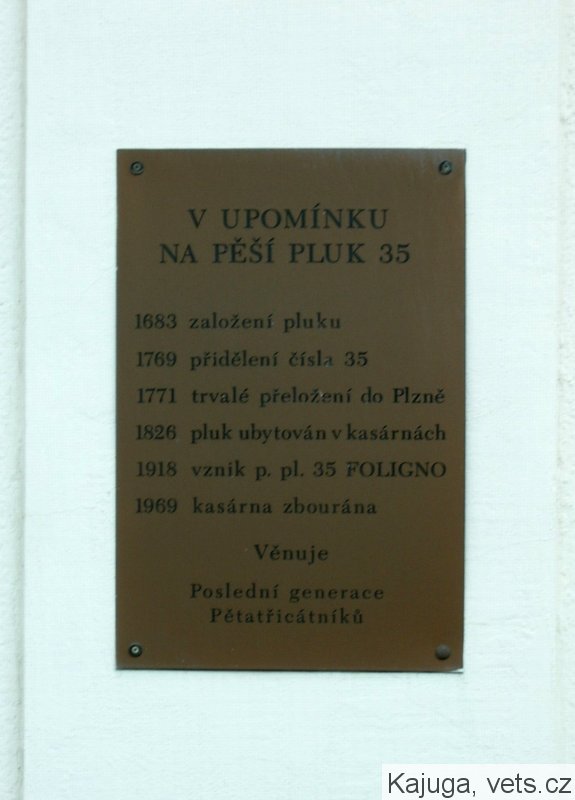 V UPOMÍNKU
NA PĚŠÍ PLUK 35
1683 založení pluku
1769 přidělení čísla 35
1771 trvalé přeložení do Plzně
1826 pluk ubytován v kasárnách
1918 vznik p. pl. 35 FOLIGNO
1969 kasárna zbourána
Věnuje
Poslední generace
Pětatřicátníků
Kajuga, vets.cz